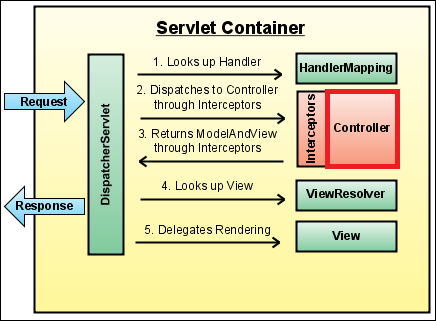 Servlet Container
1. Looks up Handler
HandlerMapping
Request
2. Dispatches to Controller
through Interceptors
DispatcherServlet
Interceptors
Controller
3. Returns ModelAndView
through Interceptors
4. Looks up View
ViewResolver
Response
5. Delegates Rendering
View